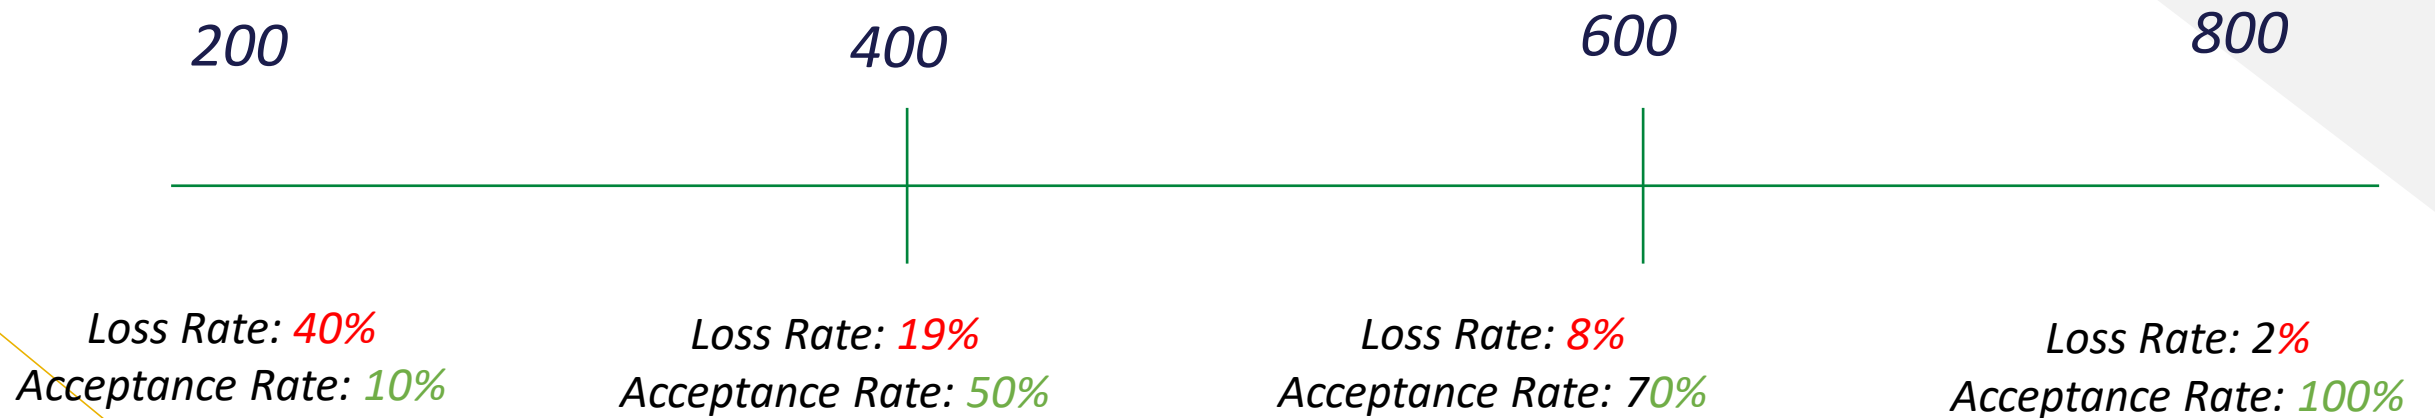 200
400
600
800
Loss Rate: 40%
Acceptance Rate: 10%
Loss Rate: 19%
Acceptance Rate: 50%
Loss Rate: 8%
Acceptance Rate: 70%
Loss Rate: 2%
Acceptance Rate: 100%